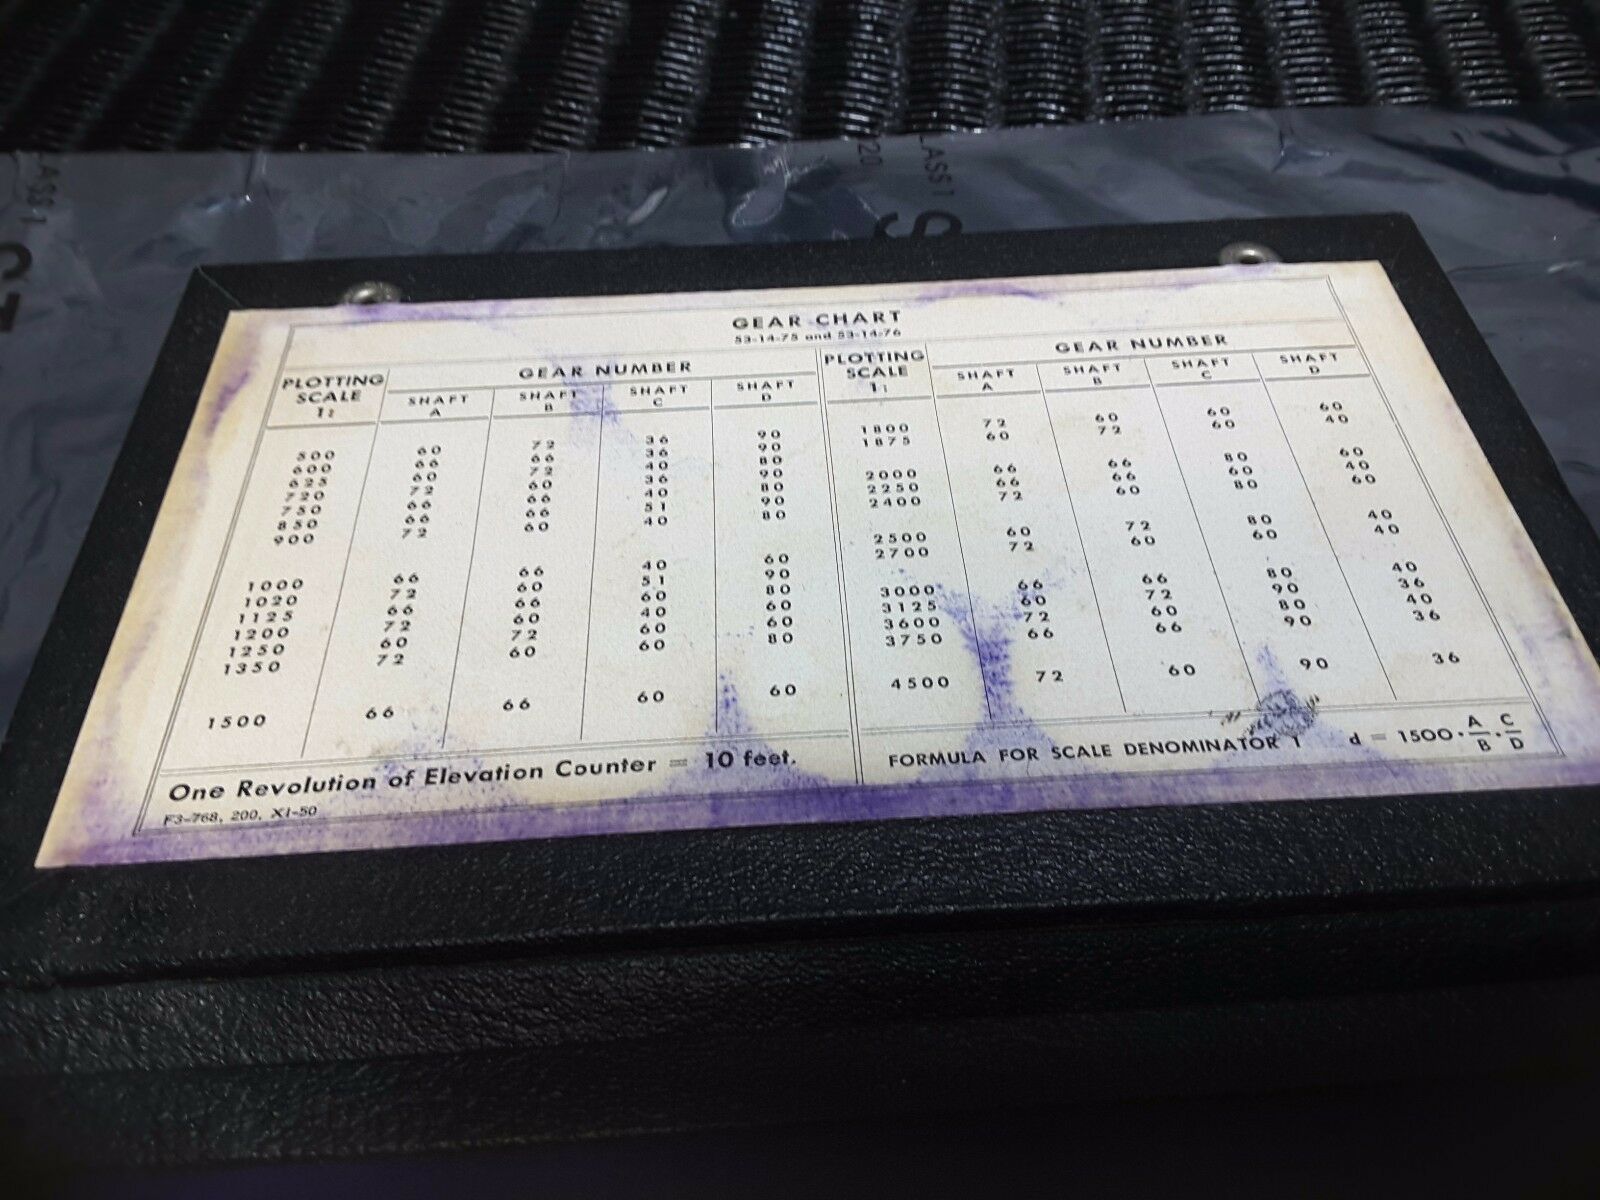 GEAR CHART
53-14-75 and 53-14-76
PLOTTING SCALE 1:
GEAR NUMBER
SHAFT A SHAFT B SHAFT C SHAFT D
500 60 72 36 90
600 66 66 36 90
625 60 72 40 80
720 72 60 36 90
750 66 66 40 80
850 66 66 51 90
900 72 60 40 80
1000 66 66 40 60
1020 72 60 51 90
1125 66 66 60 80
1200 72 60 40 60
1250 60 72 60 60
1350 72 60 60 80
1500 66 66 60 60
One Revolution of Elevation Counter = 10 feet.
F3-768, 200, XI-50
PLOTTING SCALE 1:
GEAR NUMBER
SHAFT A SHAFT B SHAFT C SHAFT D
1800 72 60 60 60
1875 60 72 60 40
2000 66 66 80 60
2250 66 66 60 40
2400 72 60 80 60
2500 60 72 80 40
2700 72 60 60 40
3000 66 66 80 40
3125 60 72 90 36
3600 72 60 80 40
3750 66 66 90 36
4500 72 60 90 36
FORMULA FOR SCALE DENOMINATOR 1 d = 1500 · A/B · C/D